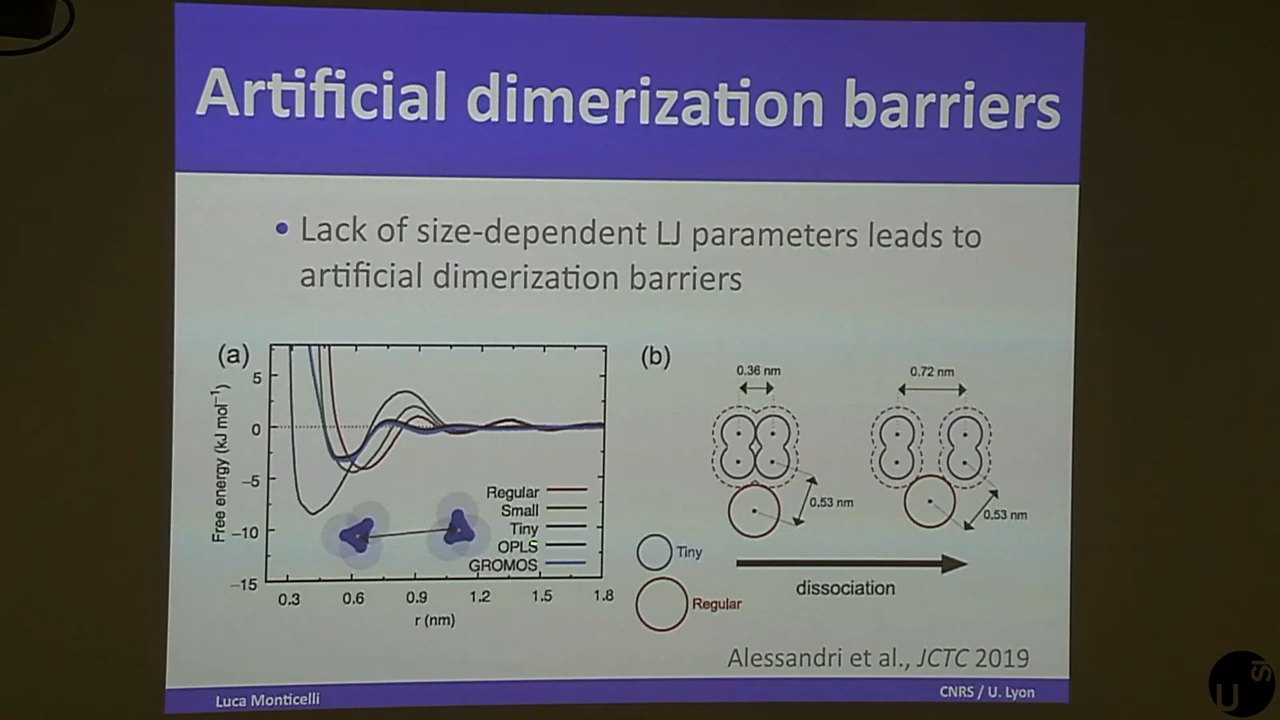 Artificial dimerization barriers
• Lack of size-dependent LJ parameters leads to
artificial dimerization barriers
(a)
Free energy (kJ mol⁻¹)
5
0
−5
−10
−15
0.3 0.6 0.9 1.2 1.5 1.8
r (nm)
Regular
Small
Tiny
OPLS
GROMOS
(b)
0.36 nm
0.72 nm
0.53 nm
0.53 nm
Tiny
Regular
dissociation
Alessandri et al., JCTC 2019
Luca Monticelli
CNRS / U. Lyon
U SI